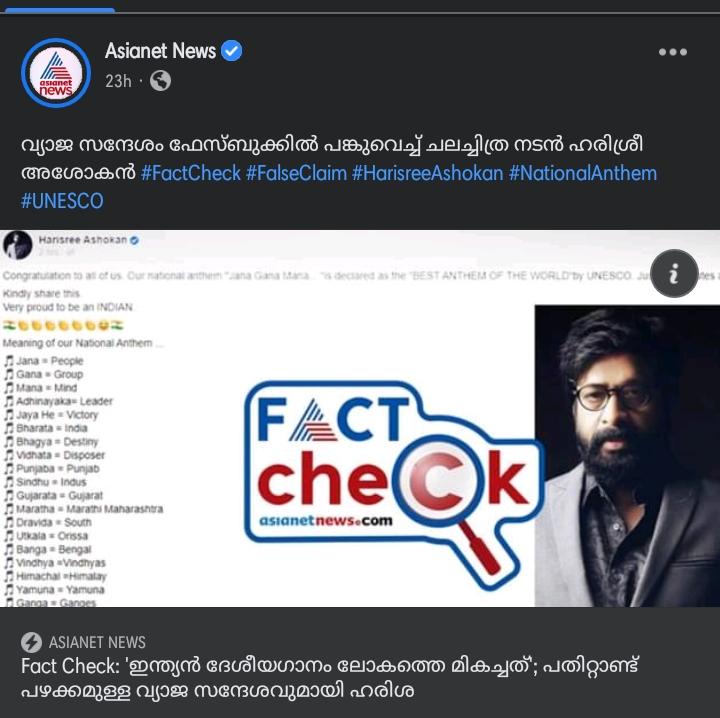 Asianet News
23h ·
വ്യാജ സന്ദേശം ഫേസ്ബുക്കിൽ പങ്കുവെച്ച് ചലച്ചിത്ര നടൻ ഹരിശ്രീ
അശോകൻ #FactCheck #FalseClaim #HarisreeAshokan #NationalAnthem
#UNESCO
asianet
news
Harisree Ashokan
Congratulation to all of us. Our national anthem "Jana Gana Mana... "is declared as the "BEST ANTHEM OF THE WORLD"by UNESCO.
Kindly share this.
Very proud to be an INDIAN.
Meaning of our National Anthem ...
Jana = People
Gana = Group
Mana = Mind
Adhinayaka= Leader
Jaya He = Victory
Bharata = India
Bhagya = Destiny
Vidhata = Disposer
Punjaba = Punjab
Sindhu = Indus
Gujarata = Gujarat
Maratha = Marathi Maharashtra
Dravida = South
Utkala = Orissa
Banga = Bengal
Vindhya =Vindhyas
Himachal =Himalay
Yamuna = Yamuna
Ganga = Ganges
FACT
cheCk
asianetnews.com
ASIANET NEWS
Fact Check: 'ഇന്ത്യൻ ദേശീയഗാനം ലോകത്തെ മികച്ചത്'; പതിറ്റാണ്ട്
പഴക്കമുള്ള വ്യാജ സന്ദേശവുമായി ഹരിശ